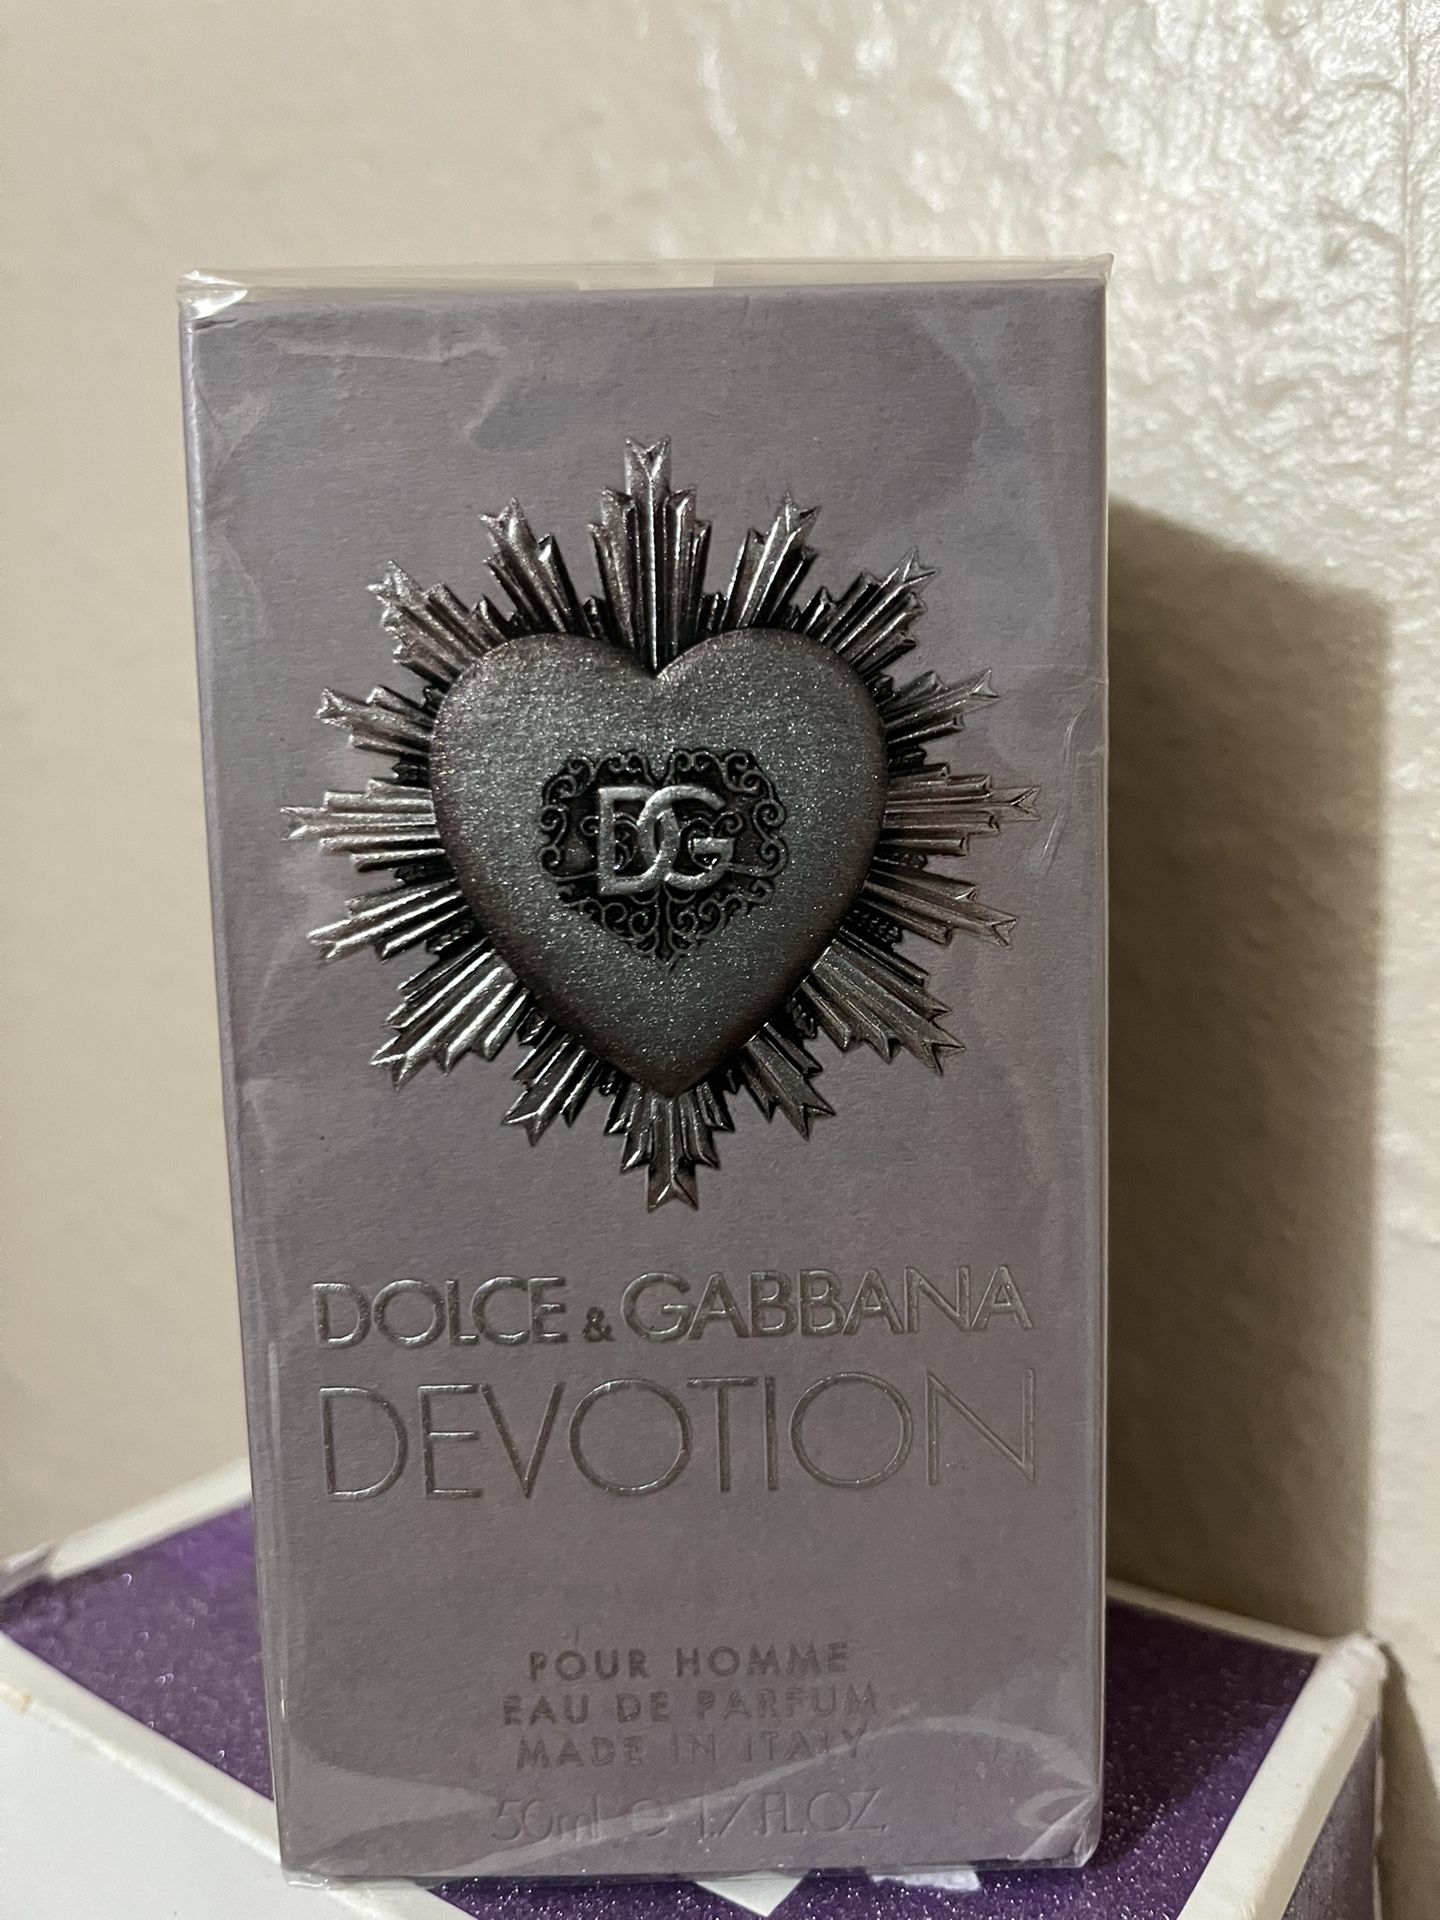 DG
DOLCE & GABBANA
DEVOTION
POUR HOMME
EAU DE PARFUM
MADE IN ITALY.
50ml ℮ 1.7 FL.OZ.